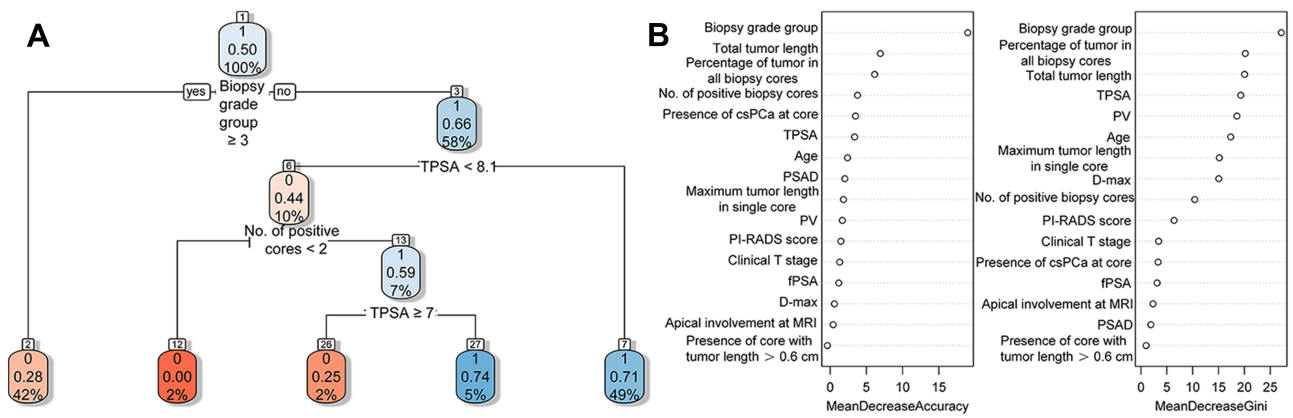 A
1
1
0.50
100%
yes
Biopsy
grade
group
≥ 3
no
3
1
0.66
58%
TPSA < 8.1
6
0
0.44
10%
No. of positive
cores < 2
13
1
0.59
7%
TPSA ≥ 7
2
0
0.28
42%
12
0
0.00
2%
26
0
0.25
2%
27
1
0.74
5%
7
1
0.71
49%
B
Biopsy grade group
Total tumor length
Percentage of tumor in
all biopsy cores
No. of positive biopsy cores
Presence of csPCa at core
TPSA
Age
PSAD
Maximum tumor length
in single core
PV
PI-RADS score
Clinical T stage
fPSA
D-max
Apical involvement at MRI
Presence of core with
tumor length > 0.6 cm
0 5 10 15
MeanDecreaseAccuracy
Biopsy grade group
Percentage of tumor in
all biopsy cores
Total tumor length
TPSA
PV
Age
Maximum tumor length
in single core
D-max
No. of positive biopsy cores
PI-RADS score
Clinical T stage
Presence of csPCa at core
fPSA
Apical involvement at MRI
PSAD
Presence of core with
tumor length > 0.6 cm
0 5 10 15 20 25
MeanDecreaseGini